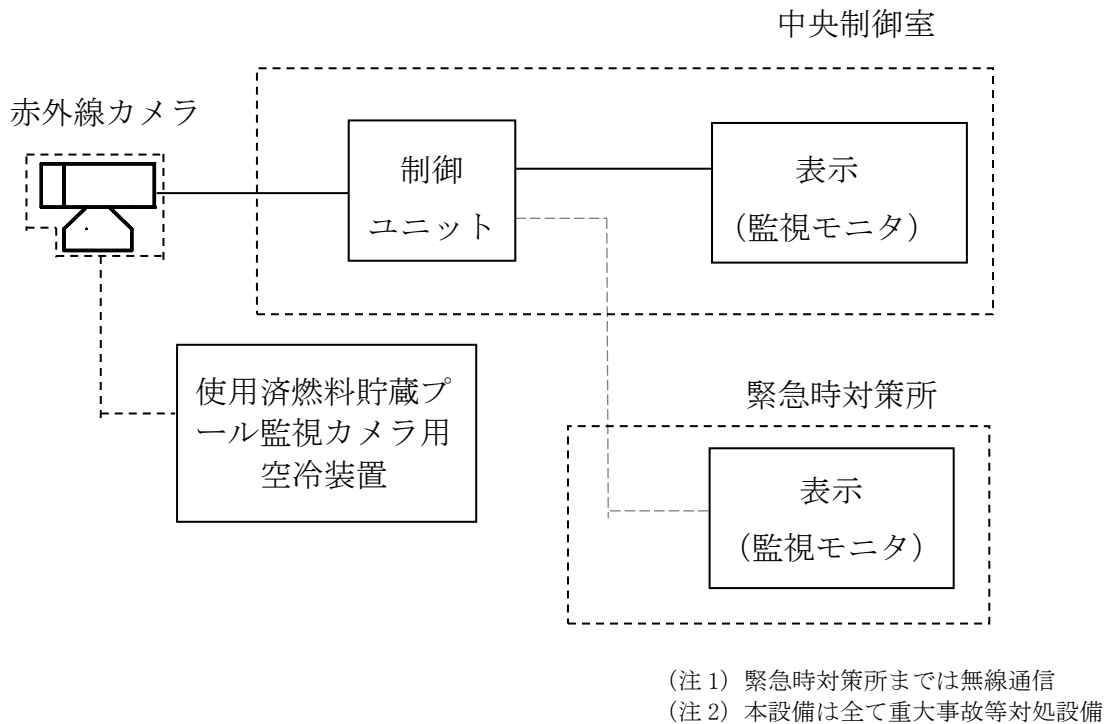 中央制御室
赤外線カメラ
制御
ユニット
表示
（監視モニタ）
使用済燃料貯蔵プ
ール監視カメラ用
空冷装置
緊急時対策所
表示
（監視モニタ）
（注 1）緊急時対策所までは無線通信
（注 2）本設備は全て重大事故等対処設備